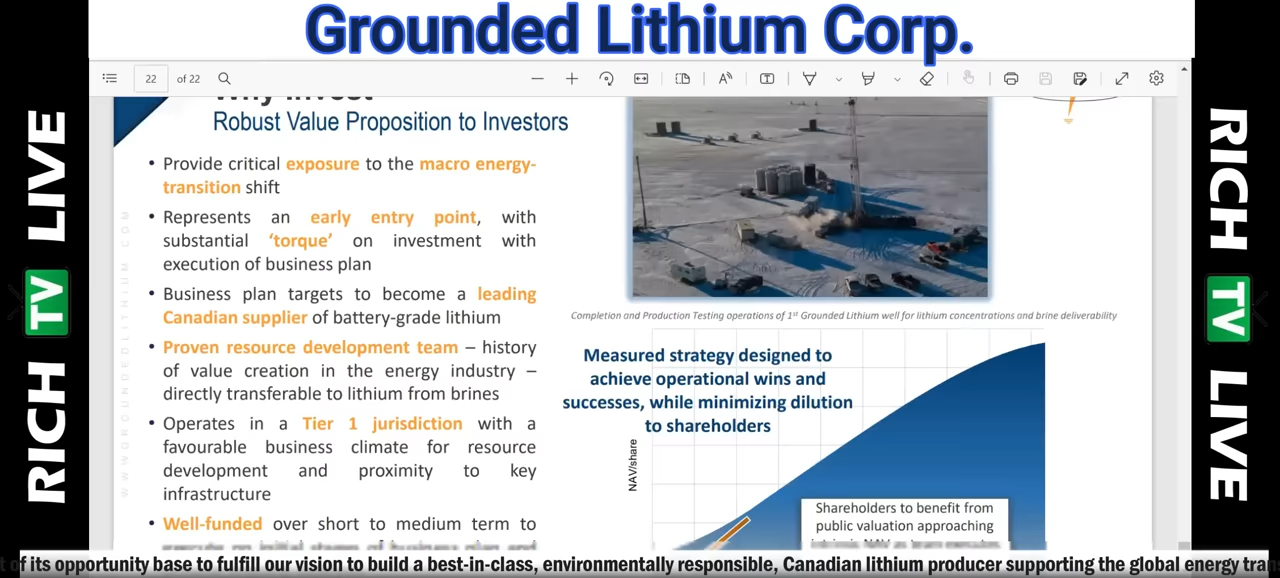 Grounded Lithium Corp.
22 of 22
Why Invest
Robust Value Proposition to Investors
• Provide critical exposure to the macro energy-
transition shift
• Represents an early entry point, with
substantial ‘torque’ on investment with
execution of business plan
• Business plan targets to become a leading
Canadian supplier of battery-grade lithium
• Proven resource development team – history
of value creation in the energy industry –
directly transferable to lithium from brines
• Operates in a Tier 1 jurisdiction with a
favourable business climate for resource
development and proximity to key
infrastructure
• Well-funded over short to medium term to
Completion and Production Testing operations of 1st Grounded Lithium well for lithium concentrations and brine deliverability
Measured strategy designed to
achieve operational wins and
successes, while minimizing dilution
to shareholders
NAV/share
Shareholders to benefit from
public valuation approaching
WWW.GROUNDEDLITHIUM.COM
RICH TV LIVE
RICH TV LIVE
t of its opportunity base to fulfill our vision to build a best-in-class, environmentally responsible, Canadian lithium producer supporting the global energy tran